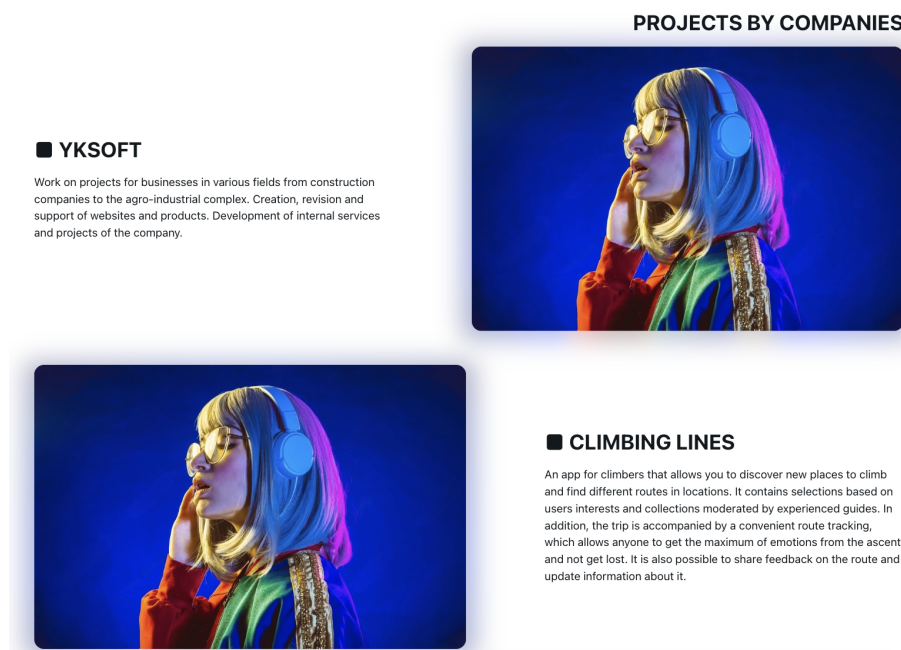 PROJECTS BY COMPANIES
YKSOFT
Work on projects for businesses in various fields from construction
companies to the agro-industrial complex. Creation, revision and
support of websites and products. Development of internal services
and projects of the company.
CLIMBING LINES
An app for climbers that allows you to discover new places to climb
and find different routes in locations. It contains selections based on
users interests and collections moderated by experienced guides. In
addition, the trip is accompanied by a convenient route tracking,
which allows anyone to get the maximum of emotions from the ascent
and not get lost. It is also possible to share feedback on the route and
update information about it.